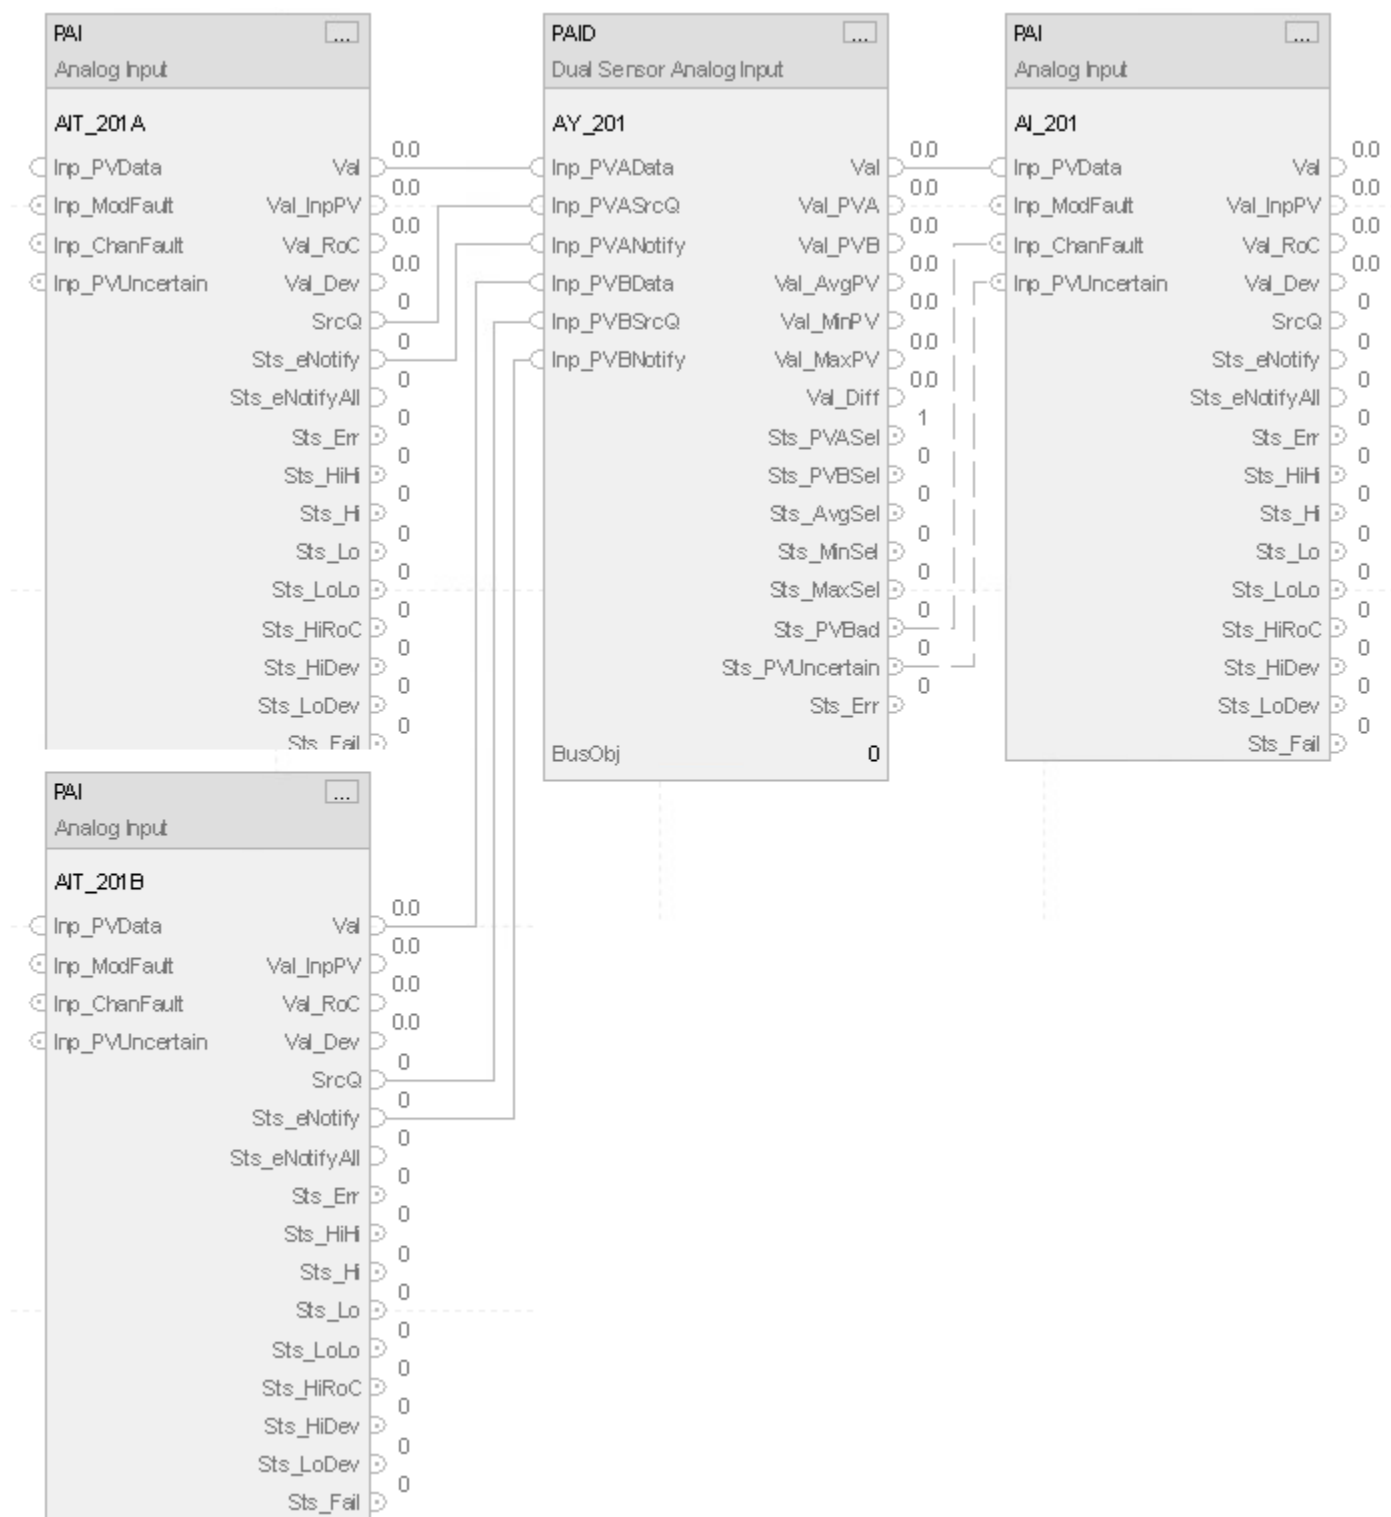 PAI ...
Analog Input
AIT_201A
0.0
Inp_PVData Val
0.0
Inp_ModFault Val_InpPV
0.0
Inp_ChanFault Val_RoC
0.0
Inp_PVUncertain Val_Dev
0
SrcQ
0
Sts_eNotify
0
Sts_eNotifyAll
0
Sts_Err
0
Sts_HiHi
0
Sts_Hi
0
Sts_Lo
0
Sts_LoLo
0
Sts_HiRoC
0
Sts_HiDev
0
Sts_LoDev
0
Sts_Fail
PAI ...
Analog Input
AIT_201B
0.0
Inp_PVData Val
0.0
Inp_ModFault Val_InpPV
0.0
Inp_ChanFault Val_RoC
0.0
Inp_PVUncertain Val_Dev
0
SrcQ
0
Sts_eNotify
0
Sts_eNotifyAll
0
Sts_Err
0
Sts_HiHi
0
Sts_Hi
0
Sts_Lo
0
Sts_LoLo
0
Sts_HiRoC
0
Sts_HiDev
0
Sts_LoDev
0
Sts_Fail
PAID ...
Dual Sensor Analog Input
AY_201
0.0
Inp_PVAData Val
0.0
Inp_PVASrcQ Val_PVA
0.0
Inp_PVANotify Val_PVB
0.0
Inp_PVBData Val_AvgPV
0.0
Inp_PVBSrcQ Val_MinPV
0.0
Inp_PVBNotify Val_MaxPV
0.0
Val_Diff
1
Sts_PVASel
0
Sts_PVBSel
0
Sts_AvgSel
0
Sts_MinSel
0
Sts_MaxSel
0
Sts_PVBad
0
Sts_PVUncertain
0
Sts_Err
BusObj 0
PAI ...
Analog Input
AI_201
0.0
Inp_PVData Val
0.0
Inp_ModFault Val_InpPV
0.0
Inp_ChanFault Val_RoC
0.0
Inp_PVUncertain Val_Dev
0
SrcQ
0
Sts_eNotify
0
Sts_eNotifyAll
0
Sts_Err
0
Sts_HiHi
0
Sts_Hi
0
Sts_Lo
0
Sts_LoLo
0
Sts_HiRoC
0
Sts_HiDev
0
Sts_LoDev
0
Sts_Fail